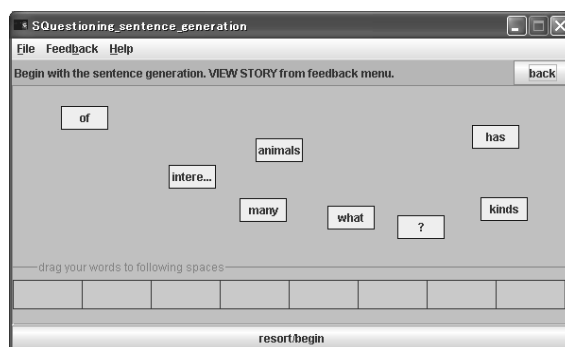 SQuestioning_sentence_generation
File Feedback Help
Begin with the sentence generation. VIEW STORY from feedback menu.
back
of
has
animals
intere...
many
what
?
kinds
drag your words to following spaces
resort/begin